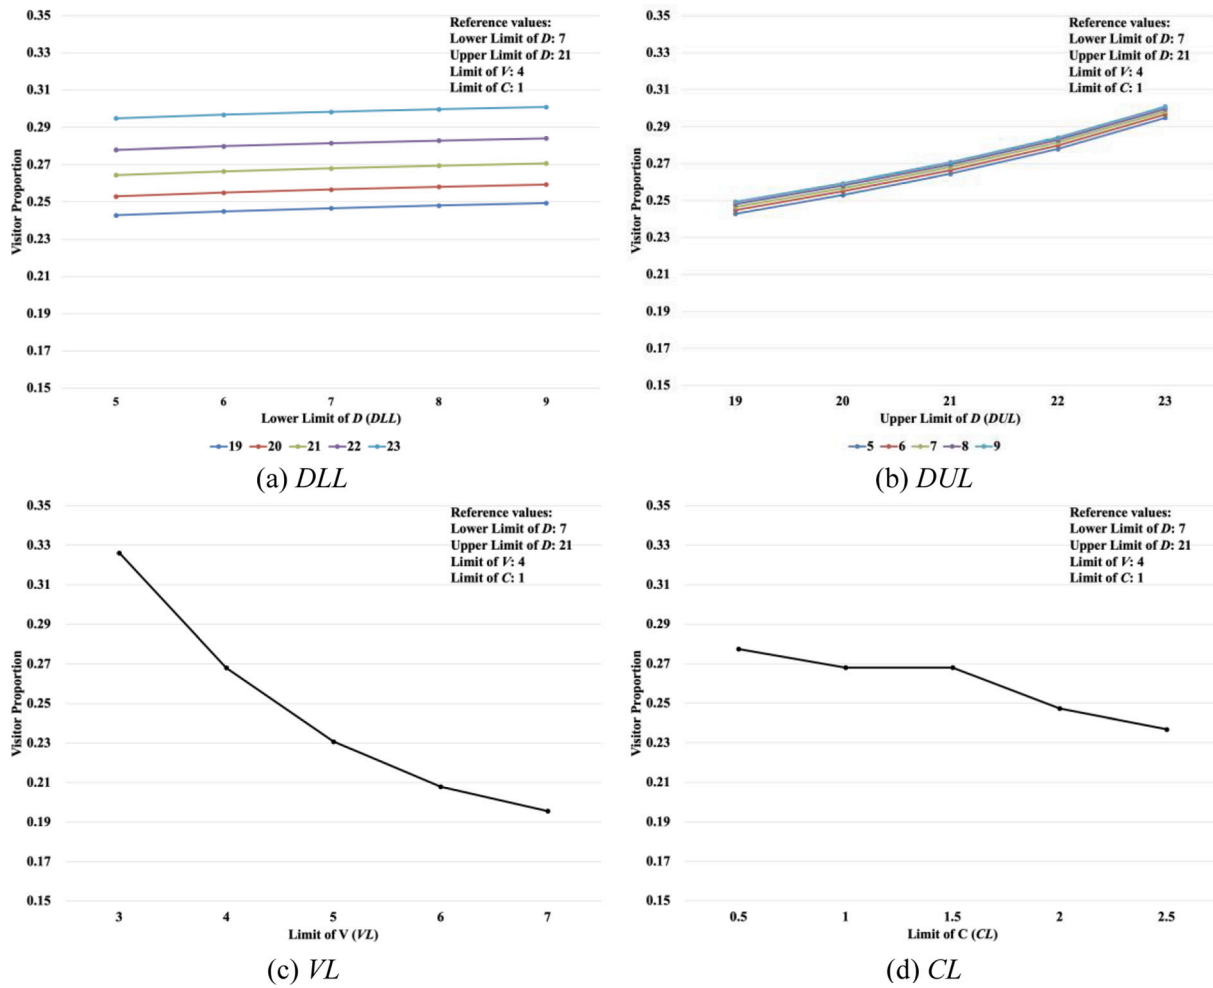 0.35
0.33
0.31
0.29
0.27
0.25
0.23
0.21
0.19
0.17
0.15
Visitor Proportion
Reference values:
Lower Limit of D: 7
Upper Limit of D: 21
Limit of V: 4
Limit of C: 1
5 6 7 8 9
Lower Limit of D (DLL)
19 20 21 22 23
(a) DLL
0.35
0.33
0.31
0.29
0.27
0.25
0.23
0.21
0.19
0.17
0.15
Visitor Proportion
Reference values:
Lower Limit of D: 7
Upper Limit of D: 21
Limit of V: 4
Limit of C: 1
19 20 21 22 23
Upper Limit of D (DUL)
5 6 7 8 9
(b) DUL
0.35
0.33
0.31
0.29
0.27
0.25
0.23
0.21
0.19
0.17
0.15
Visitor Proportion
Reference values:
Lower Limit of D: 7
Upper Limit of D: 21
Limit of V: 4
Limit of C: 1
3 4 5 6 7
Limit of V (VL)
(c) VL
0.35
0.33
0.31
0.29
0.27
0.25
0.23
0.21
0.19
0.17
0.15
Visitor Proportion
Reference values:
Lower Limit of D: 7
Upper Limit of D: 21
Limit of V: 4
Limit of C: 1
0.5 1 1.5 2 2.5
Limit of C (CL)
(d) CL